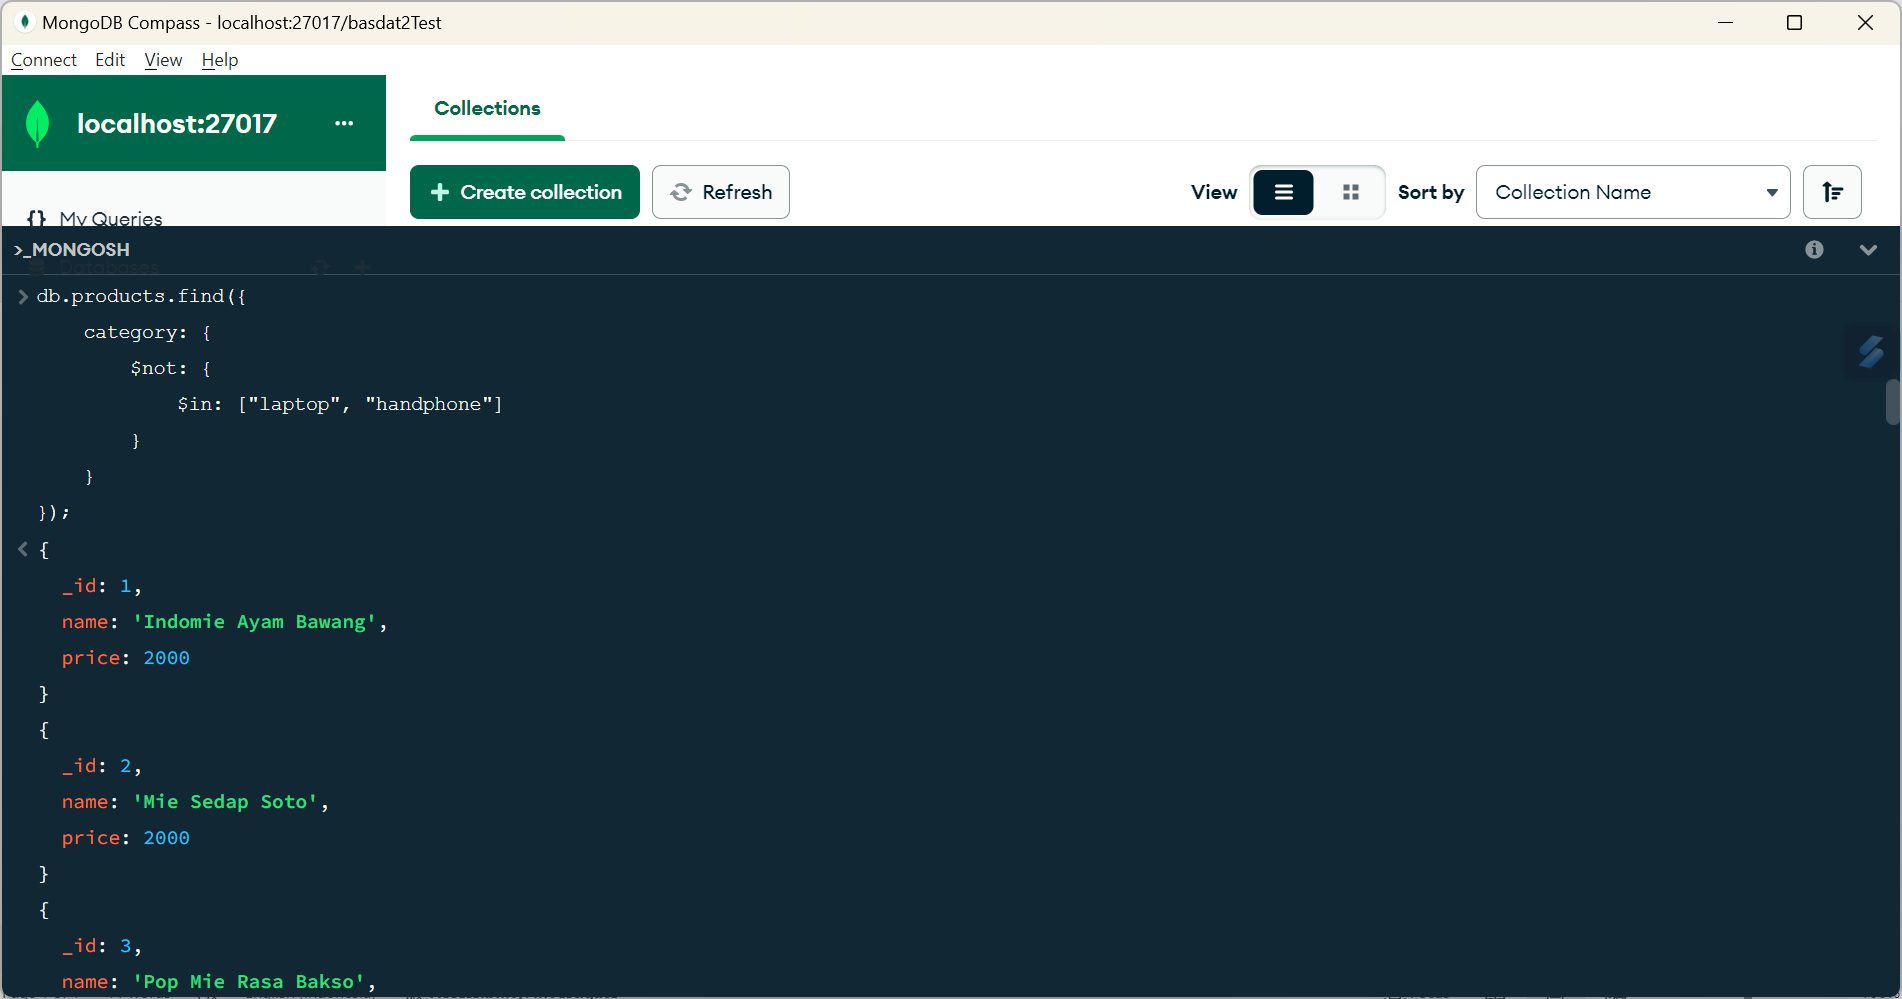 MongoDB Compass - localhost:27017/basdat2Test
Connect Edit View Help
localhost:27017 ...
Collections
+ Create collection Refresh View Sort by Collection Name
{} My Queries
>_MONGOSH
Databases
> db.products.find({
category: {
$not: {
$in: ["laptop", "handphone"]
}
}
});
< {
_id: 1,
name: 'Indomie Ayam Bawang',
price: 2000
}
{
_id: 2,
name: 'Mie Sedap Soto',
price: 2000
}
{
_id: 3,
name: 'Pop Mie Rasa Bakso',